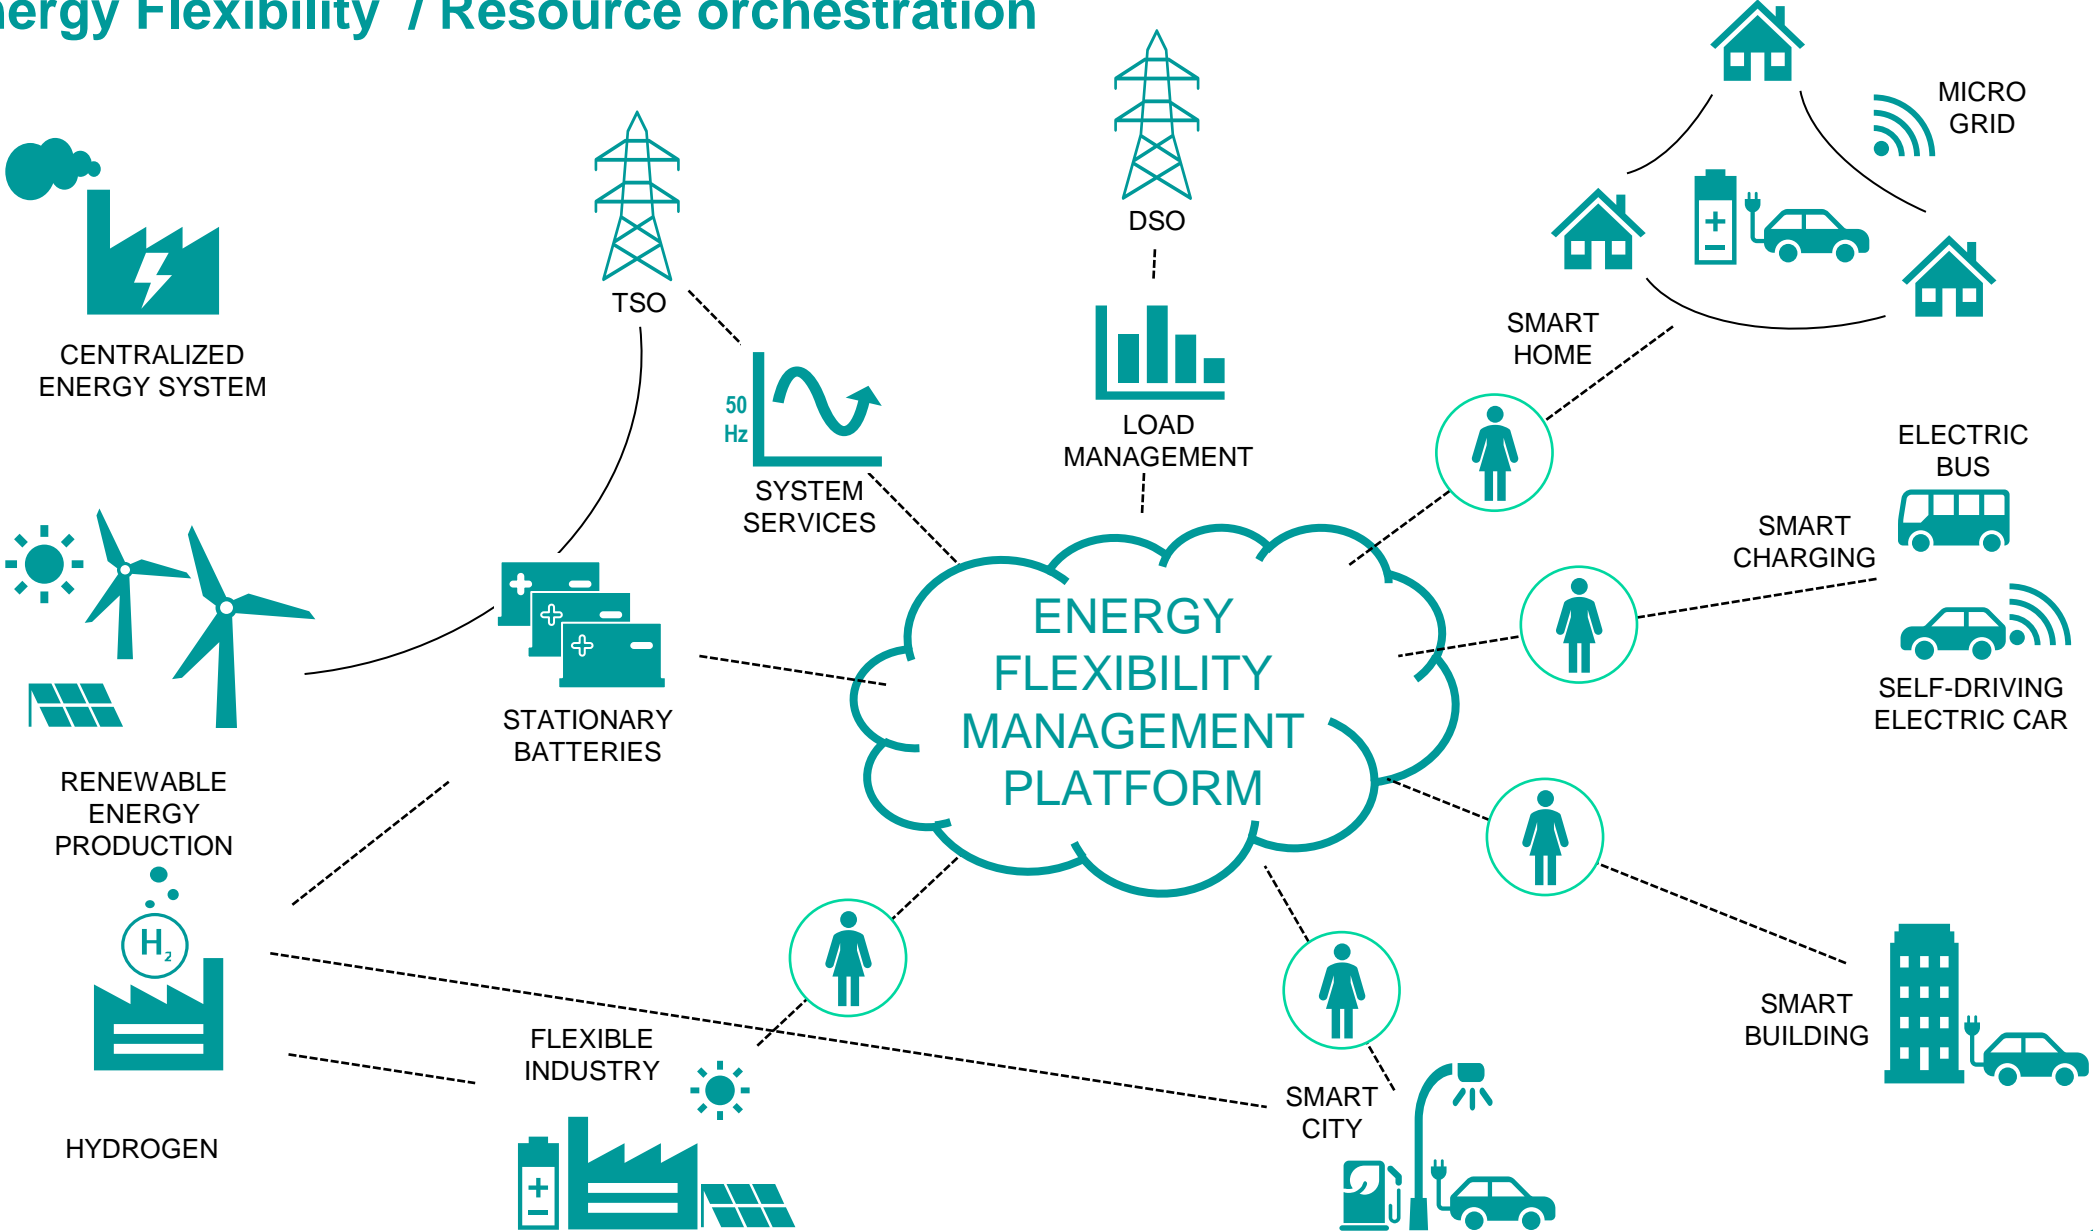 nergy Flexibility / Resource orchestration
MICRO
GRID
DSO
TSO
CENTRALIZED
ENERGY SYSTEM
50
Hz
SYSTEM
SERVICES
LOAD
MANAGEMENT
SMART
HOME
ELECTRIC
BUS
SMART
CHARGING
SELF-DRIVING
ELECTRIC CAR
ENERGY
FLEXIBILITY
MANAGEMENT
PLATFORM
STATIONARY
BATTERIES
RENEWABLE
ENERGY
PRODUCTION
H2
HYDROGEN
FLEXIBLE
INDUSTRY
SMART
CITY
SMART
BUILDING